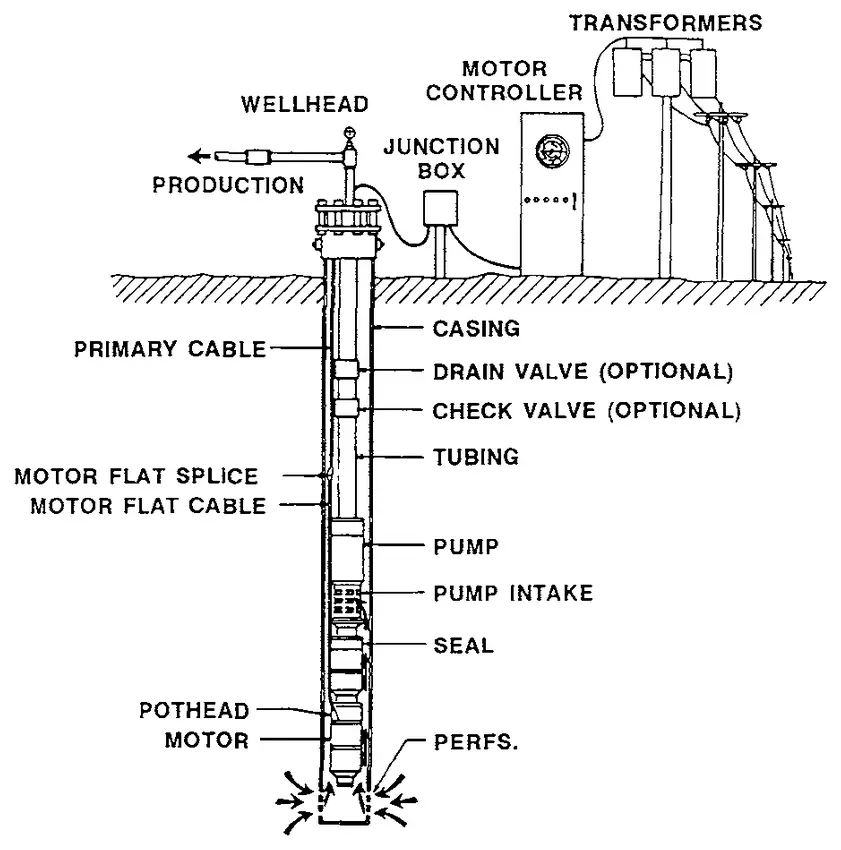 TRANSFORMERS
MOTOR
CONTROLLER
WELLHEAD
JUNCTION
BOX
PRODUCTION
CASING
PRIMARY CABLE
DRAIN VALVE (OPTIONAL)
CHECK VALVE (OPTIONAL)
TUBING
MOTOR FLAT SPLICE
MOTOR FLAT CABLE
PUMP
PUMP INTAKE
SEAL
POTHEAD
MOTOR
PERFS.